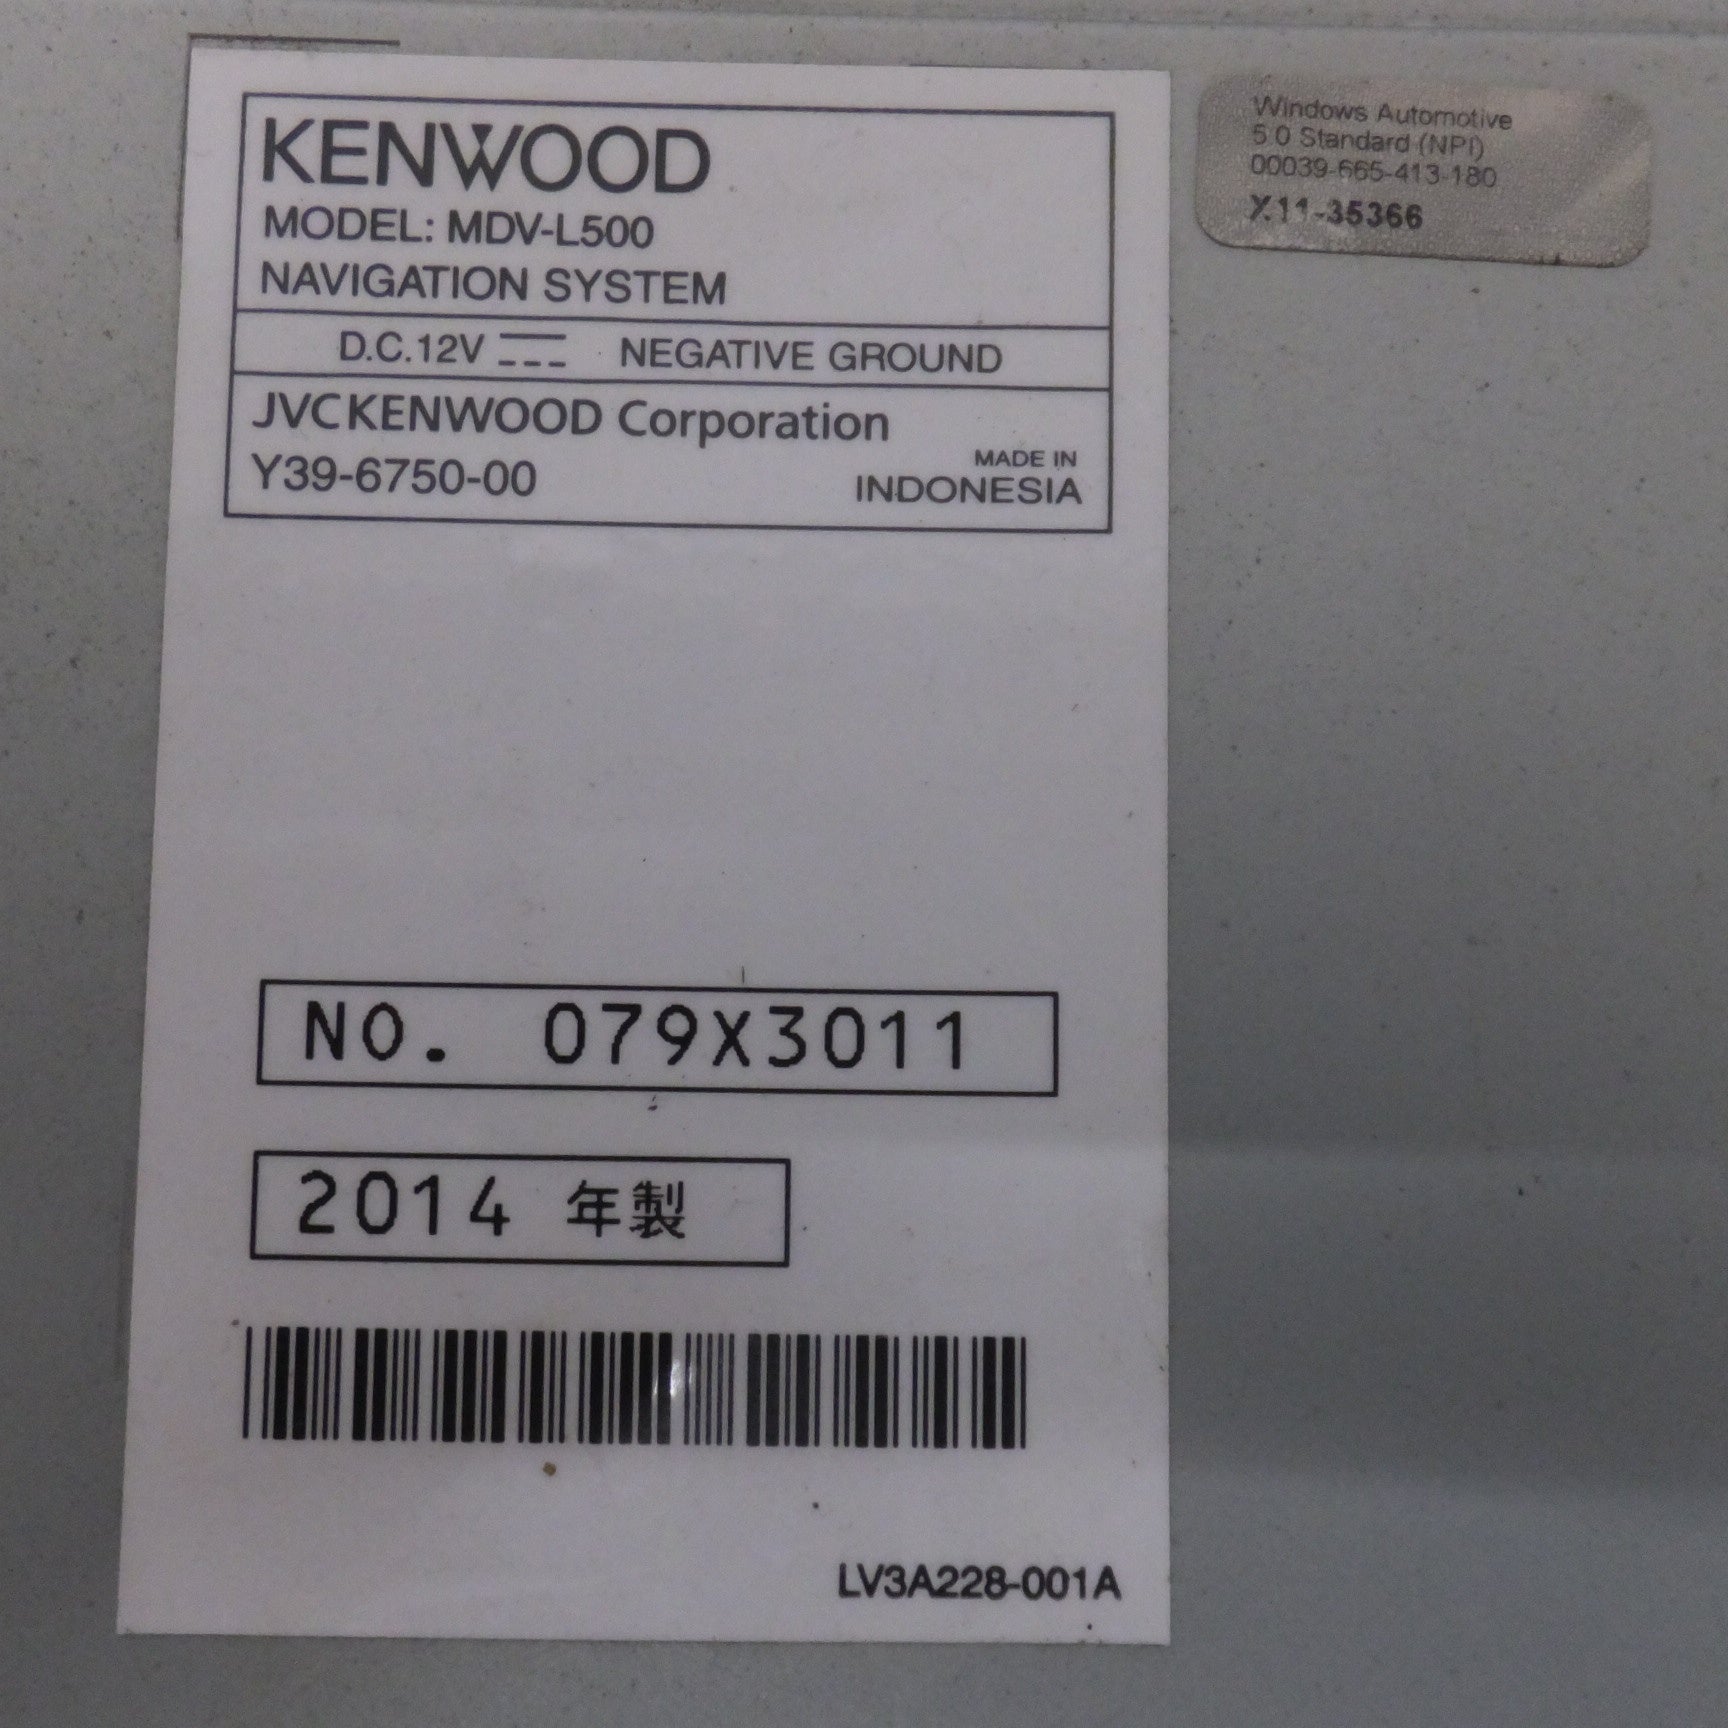 KENWOOD
MODEL: MDV-L500
NAVIGATION SYSTEM
D.C.12V NEGATIVE GROUND
JVCKENWOOD Corporation
Y39-6750-00
MADE IN
INDONESIA
NO. 079X3011
2014 年製
LV3A228-001A
Windows Automotive
5.0 Standard (NPI)
00039-665-413-180
X11-35366